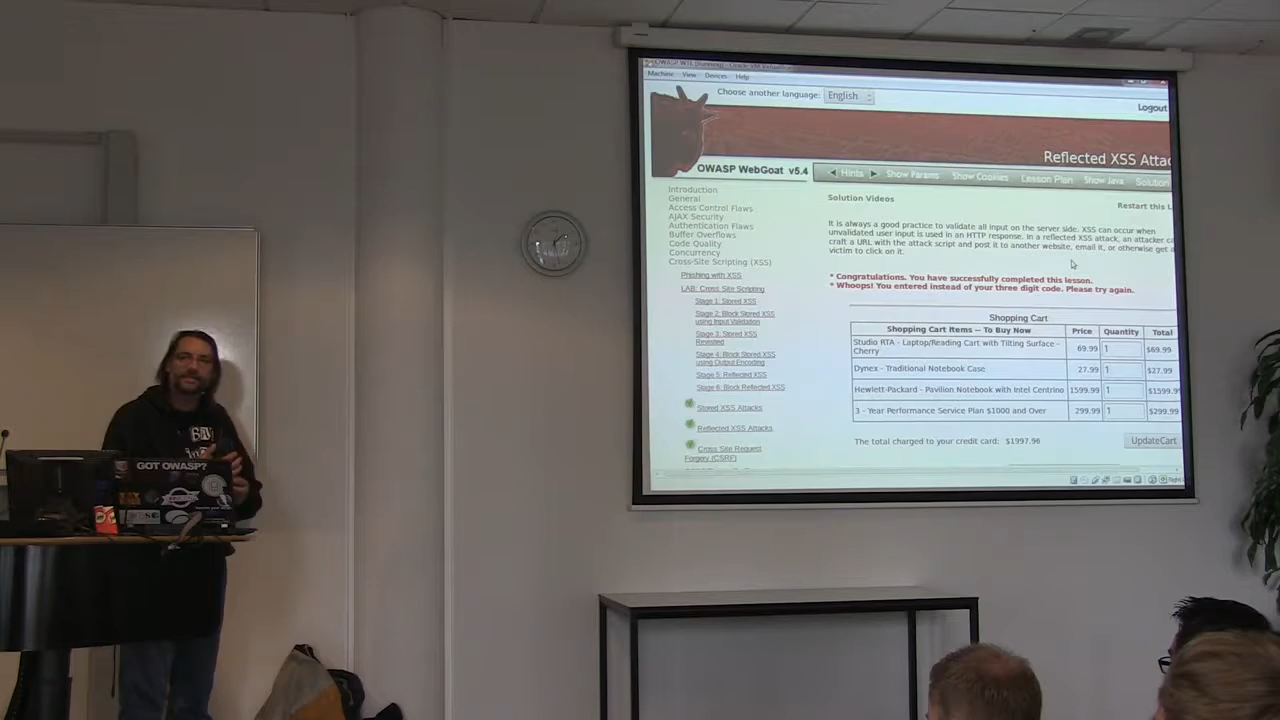 OWASP WTE [Running] - Oracle VM VirtualBox
Machine View Devices Help
Choose another language: English
Logout
Reflected XSS Attac
OWASP WebGoat v5.4
Hints
Show Params
Show Cookies
Lesson Plan
Show Java
Solution
Introduction
General
Access Control Flaws
AJAX Security
Authentication Flaws
Buffer Overflows
Code Quality
Concurrency
Cross-Site Scripting (XSS)
Phishing with XSS
LAB: Cross Site Scripting
Stage 1: Stored XSS
Stage 2: Block Stored XSS
using Input Validation
Stage 3: Stored XSS
Revisited
Stage 4: Block Stored XSS
using Output Encoding
Stage 5: Reflected XSS
Stage 6: Block Reflected XSS
Stored XSS Attacks
Reflected XSS Attacks
Cross Site Request
Forgery (CSRF)
Solution Videos
Restart this L
It is always a good practice to validate all input on the server side. XSS can occur when
unvalidated user input is used in an HTTP response. In a reflected XSS attack, an attacker ca
craft a URL with the attack script and post it to another website, email it, or otherwise get a
victim to click on it.
* Congratulations. You have successfully completed this lesson.
* Whoops! You entered instead of your three digit code. Please try again.
Shopping Cart
Shopping Cart Items -- To Buy Now Price Quantity Total
Studio RTA - Laptop/Reading Cart with Tilting Surface -
Cherry 69.99 1 $69.99
Dynex - Traditional Notebook Case 27.99 1 $27.99
Hewlett-Packard - Pavilion Notebook with Intel Centrino 1599.99 1 $1599.9
3 - Year Performance Service Plan $1000 and Over 299.99 1 $299.99
The total charged to your credit card: $1997.96
UpdateCart
GOT OWASP?